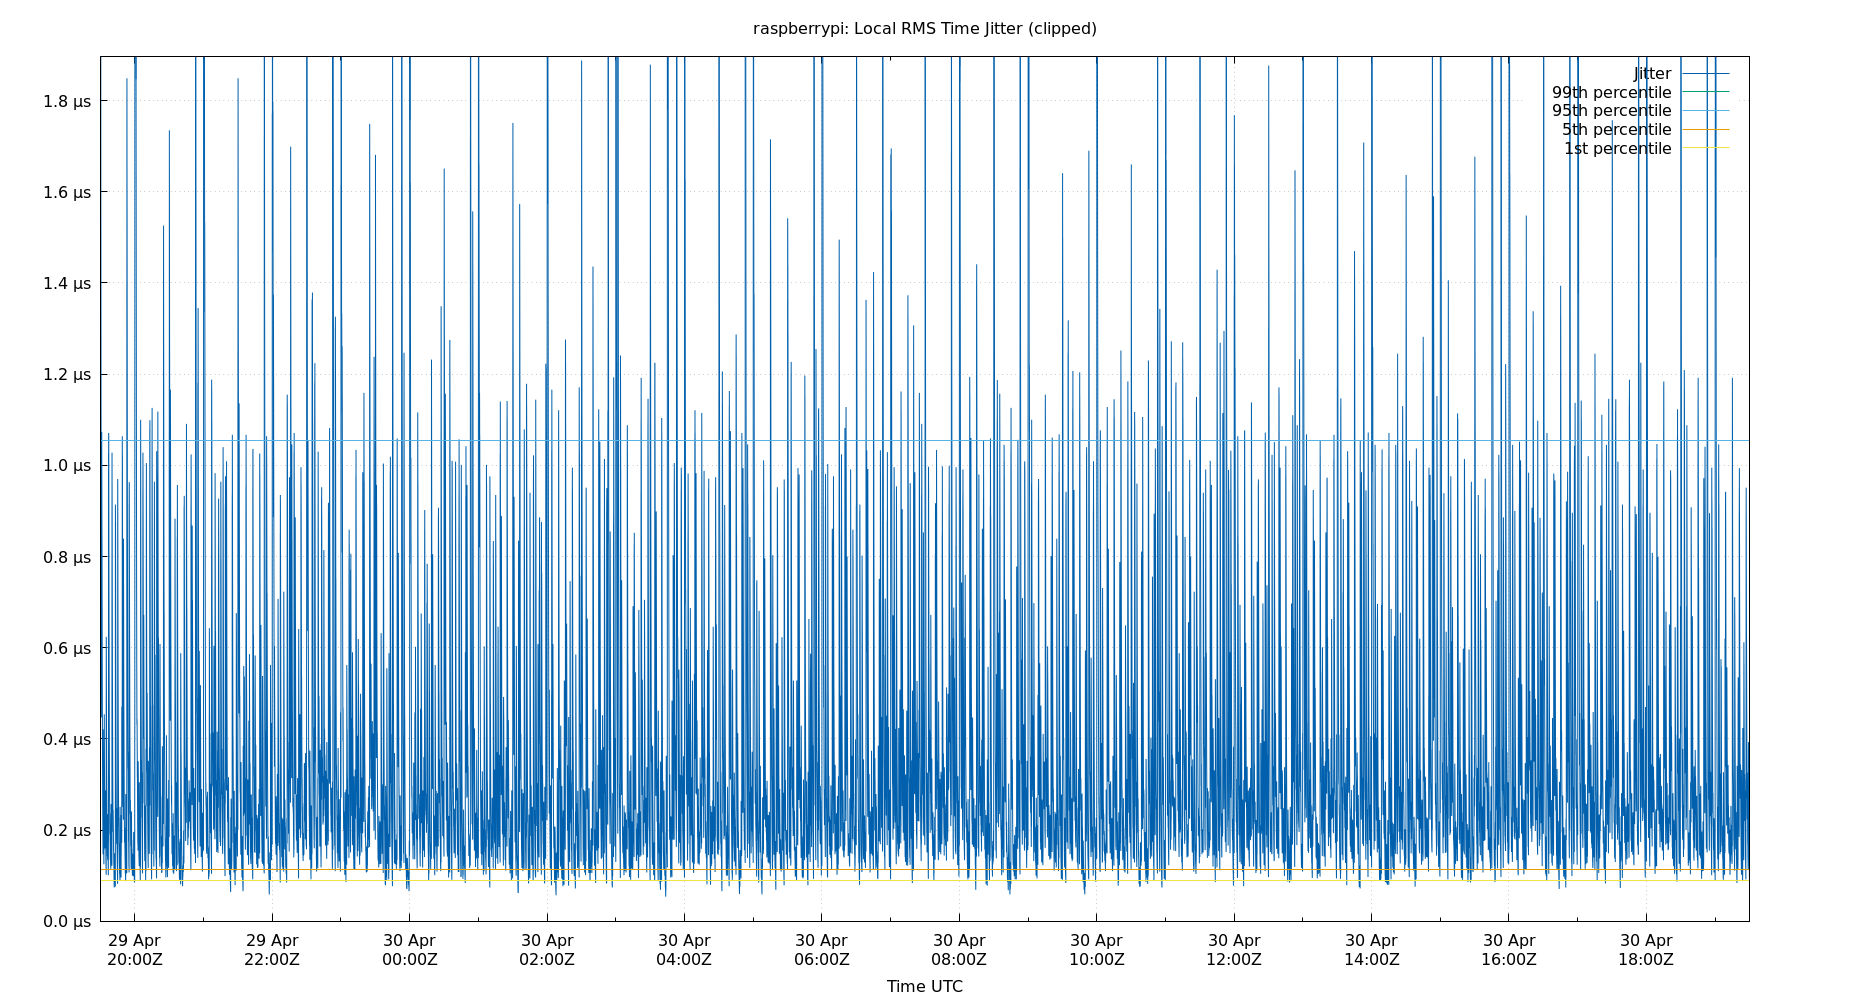 raspberrypi: Local RMS Time Jitter (clipped)
Jitter
99th percentile
95th percentile
5th percentile
1st percentile
1.8 µs
1.6 µs
1.4 µs
1.2 µs
1.0 µs
0.8 µs
0.6 µs
0.4 µs
0.2 µs
0.0 µs
29 Apr 29 Apr 30 Apr 30 Apr 30 Apr 30 Apr 30 Apr 30 Apr 30 Apr 30 Apr 30 Apr 30 Apr
20:00Z 22:00Z 00:00Z 02:00Z 04:00Z 06:00Z 08:00Z 10:00Z 12:00Z 14:00Z 16:00Z 18:00Z
Time UTC